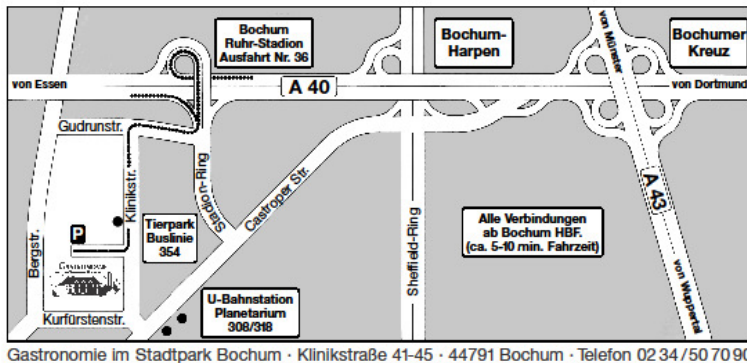 Bochum
Ruhr-Stadion
Ausfahrt Nr. 36
Bochum-
Harpen
von Münster
Bochumer
Kreuz
von Essen
A 40
von Dortmund
Gudrunstr.
Klinikstr.
Stadion-Ring
Castroper Str.
A 43
P
Tierpark
Buslinie
354
Alle Verbindungen
ab Bochum HBF.
(ca. 5-10 min. Fahrzeit)
Bergstr.
Sheffield-Ring
von Wuppertal
U-Bahnstation
Planetarium
308/318
Kurfürstenstr.
Gastronomie im Stadtpark Bochum · Klinikstraße 41-45 · 44791 Bochum · Telefon 02 34 / 50 70 90